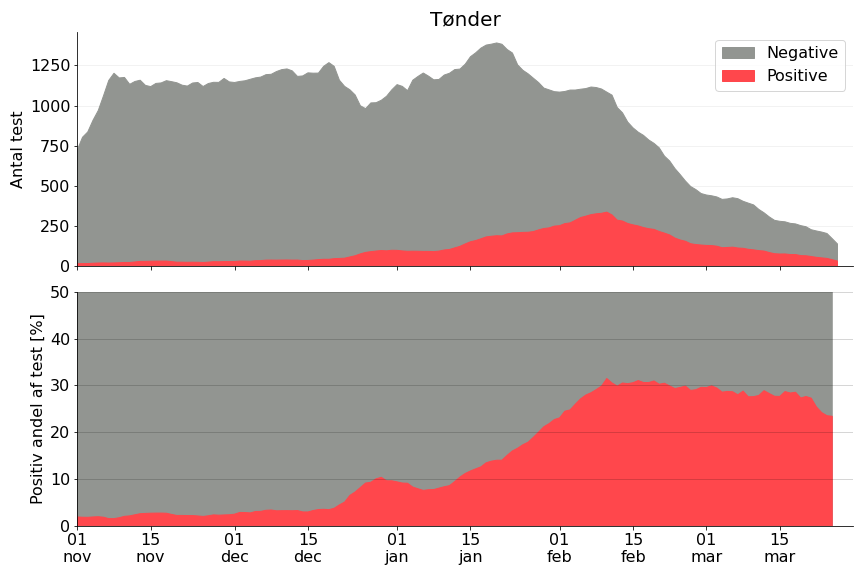 Tønder
Antal test
1250
1000
750
500
250
0
Negative
Positive
Positiv andel af test [%]
50
40
30
20
10
0
01 15 01 15 01 15 01 15 01 15
nov nov dec dec jan jan feb feb mar mar